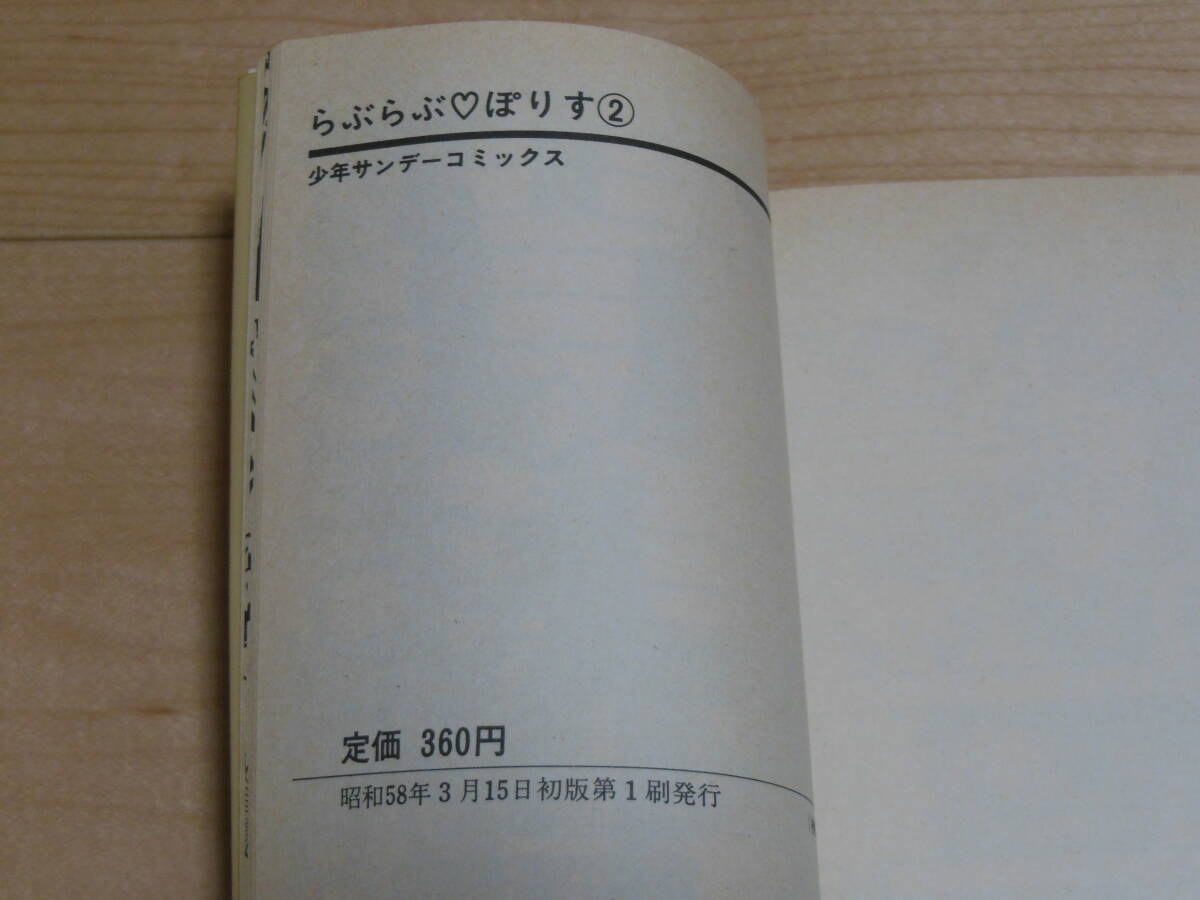 らぶらぶ♡ぽりす②
少年サンデーコミックス
定価 360円
昭和58年3月15日初版第1刷発行